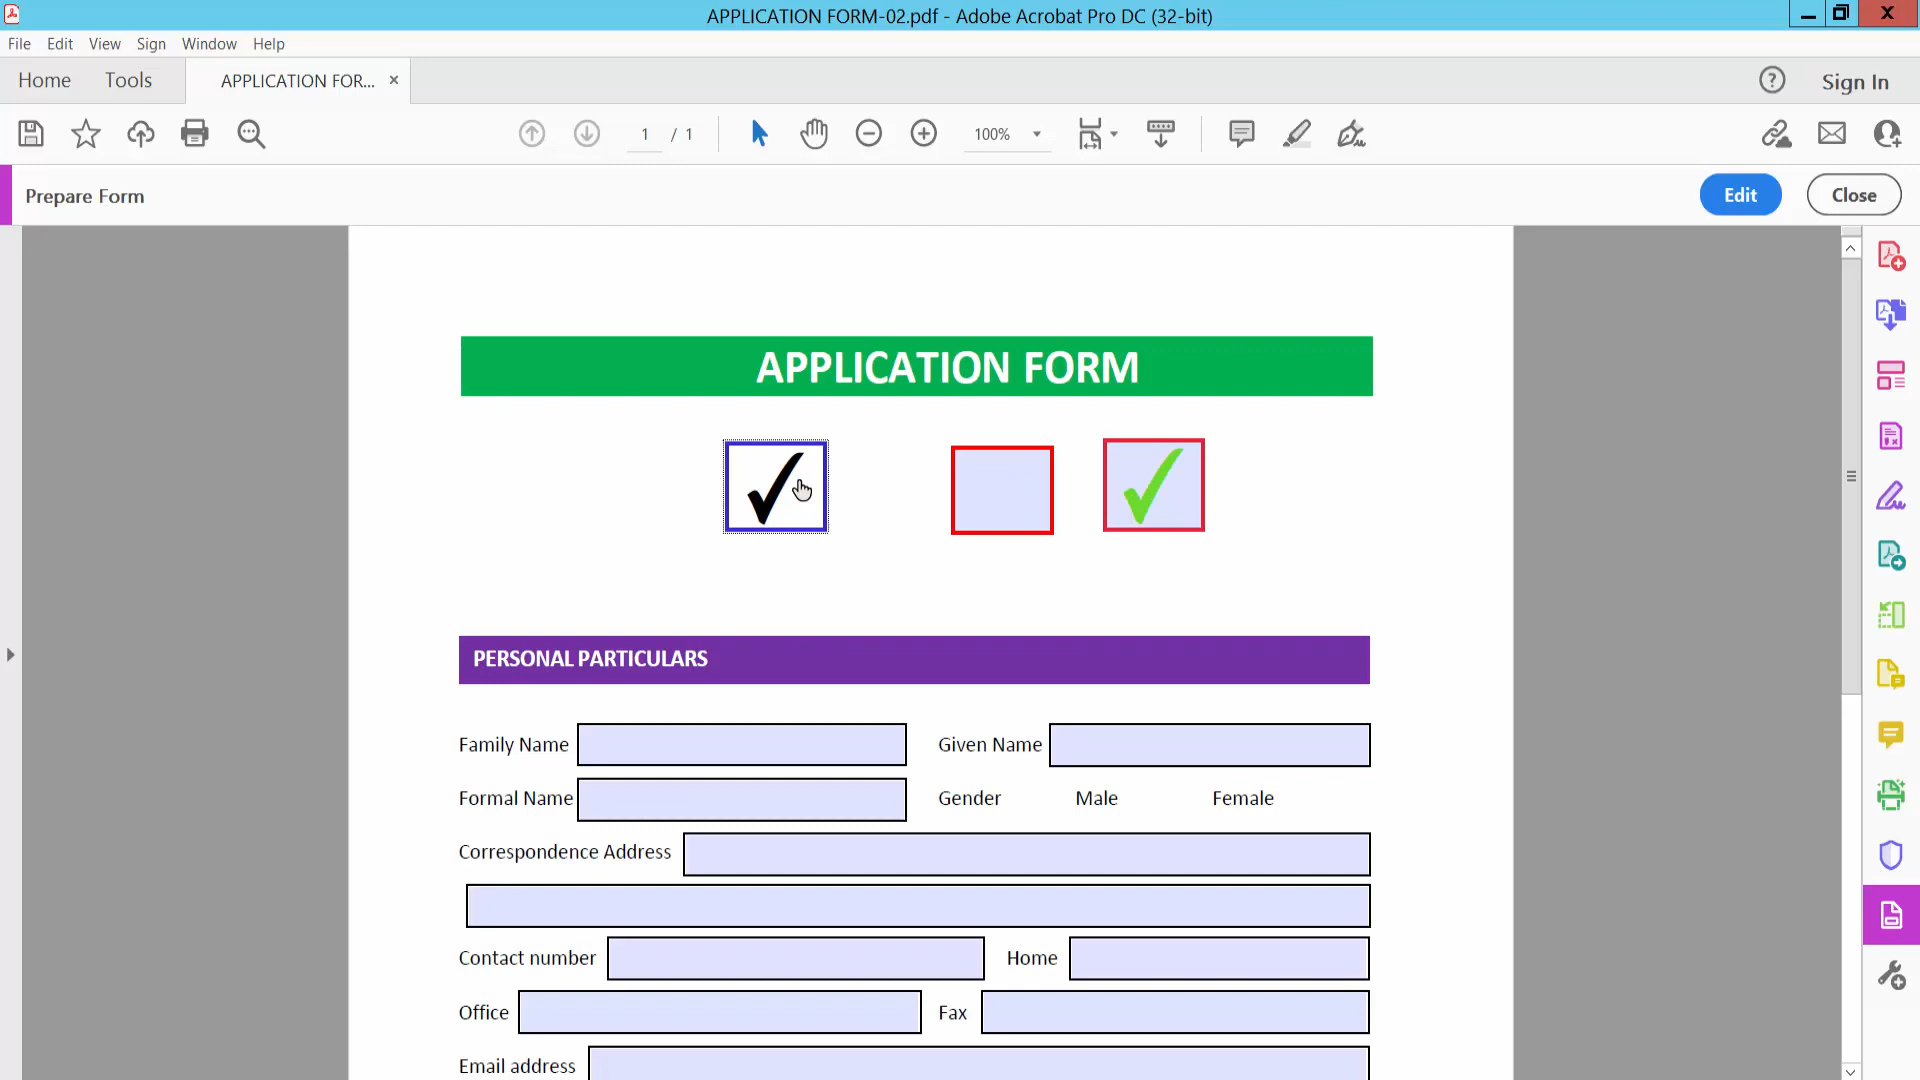 APPLICATION FORM-02.pdf - Adobe Acrobat Pro DC (32-bit)
File Edit View Sign Window Help
Home Tools APPLICATION FOR... × Sign In
1 / 1 100%
Prepare Form Edit Close
APPLICATION FORM
PERSONAL PARTICULARS
Family Name Given Name
Formal Name Gender Male Female
Correspondence Address
Contact number Home
Office Fax
Email address